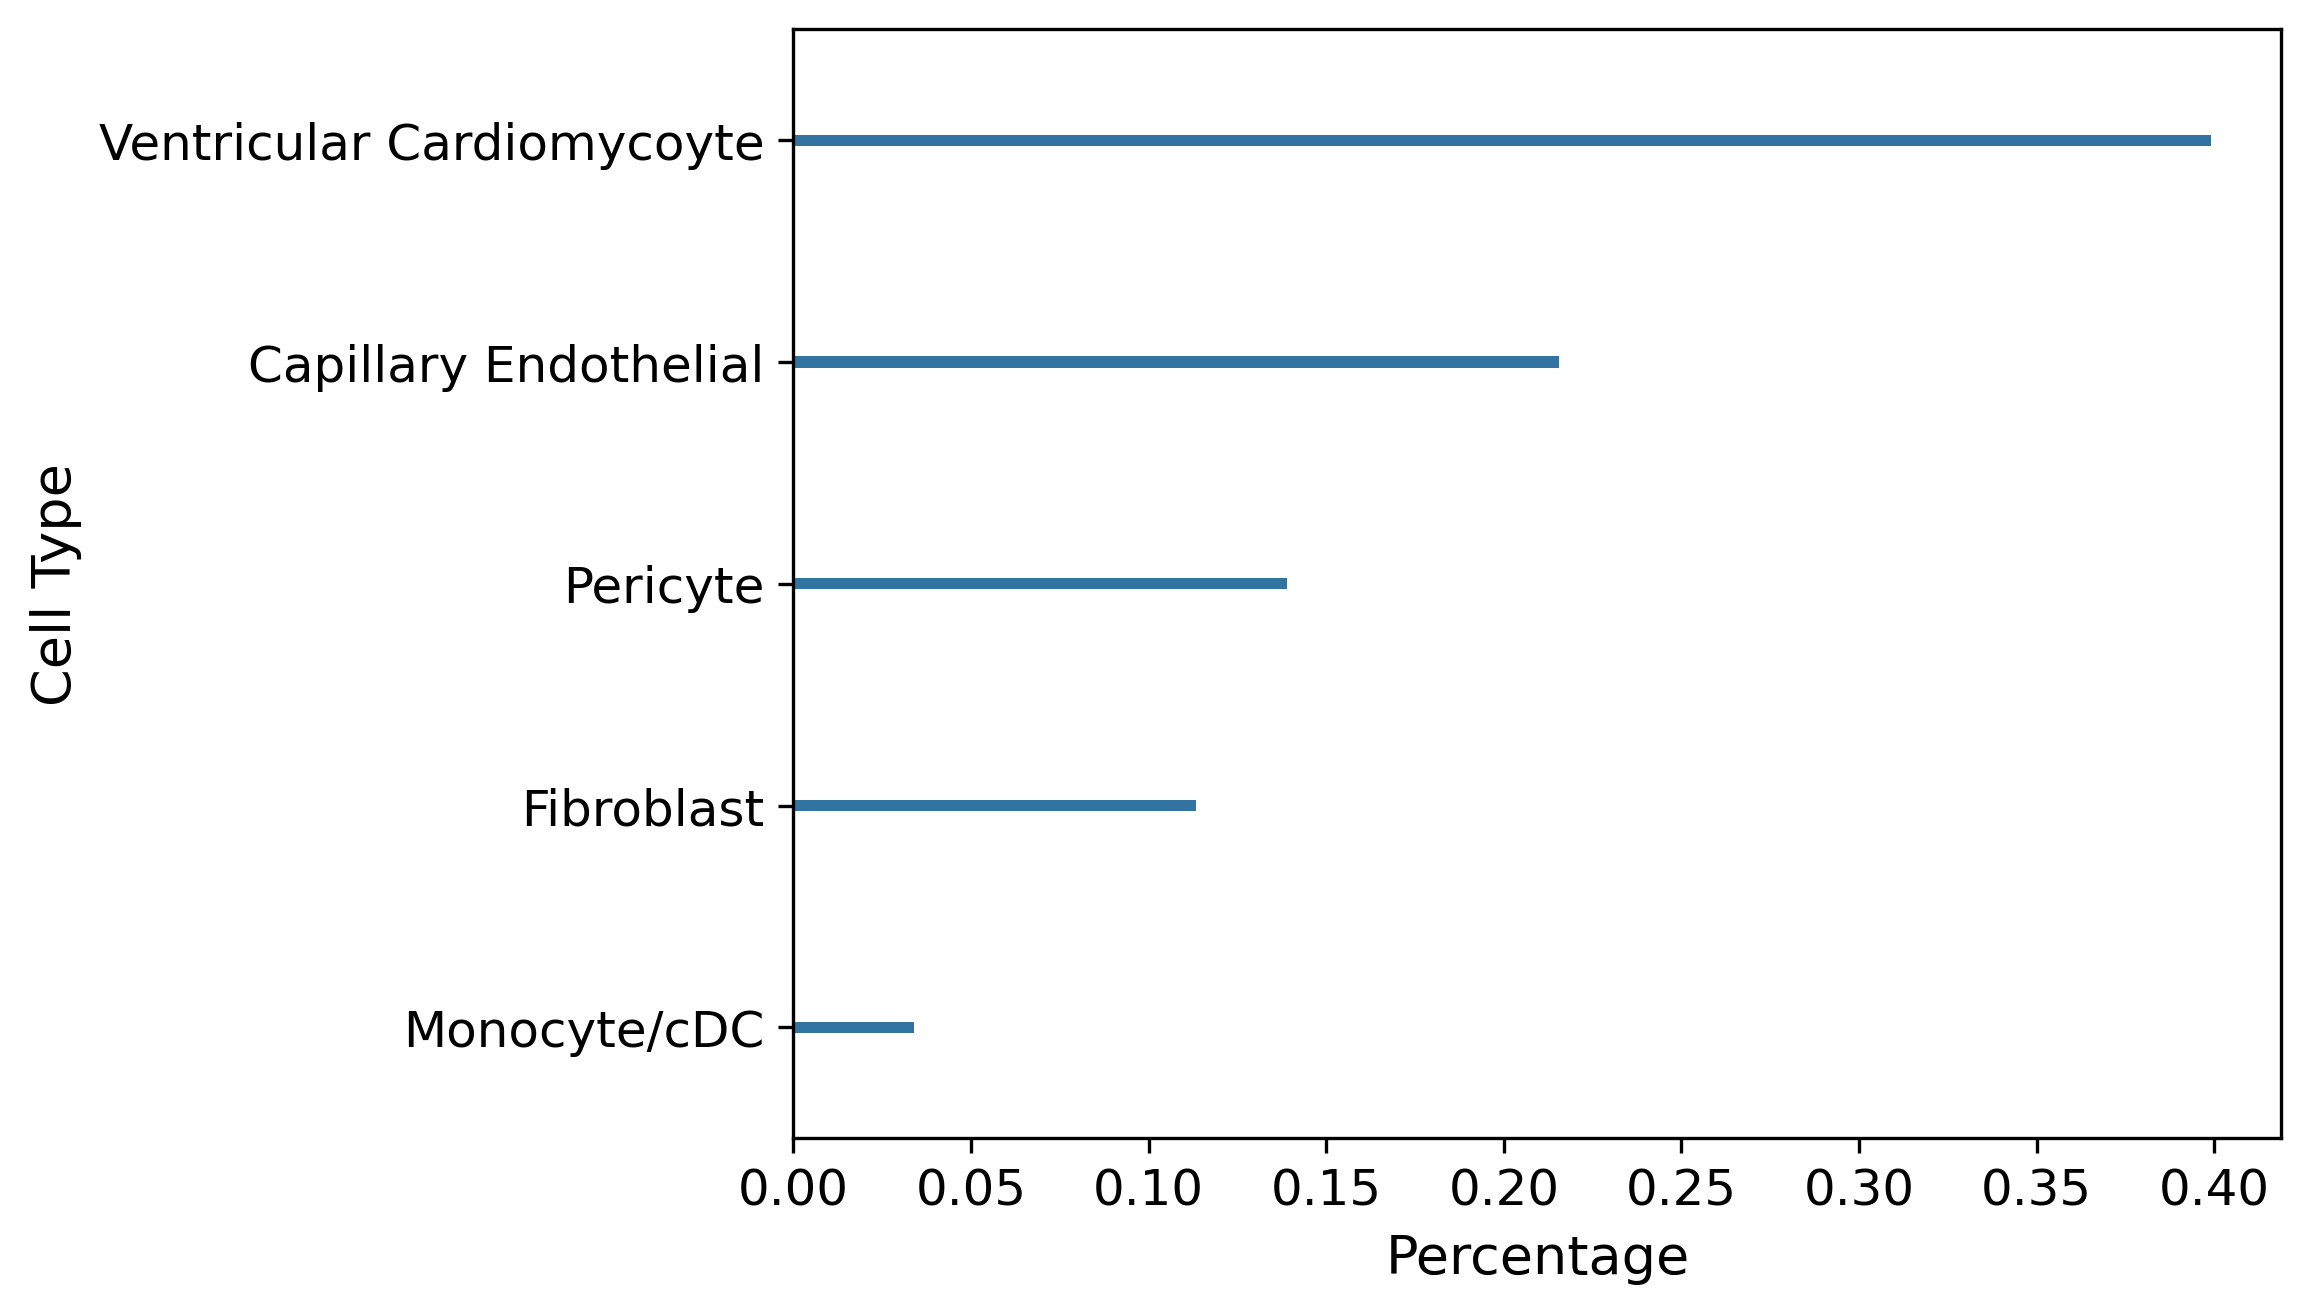 Ventricular Cardiomycoyte
Capillary Endothelial
Pericyte
Fibroblast
Monocyte/cDC
Cell Type
0.00 0.05 0.10 0.15 0.20 0.25 0.30 0.35 0.40
Percentage